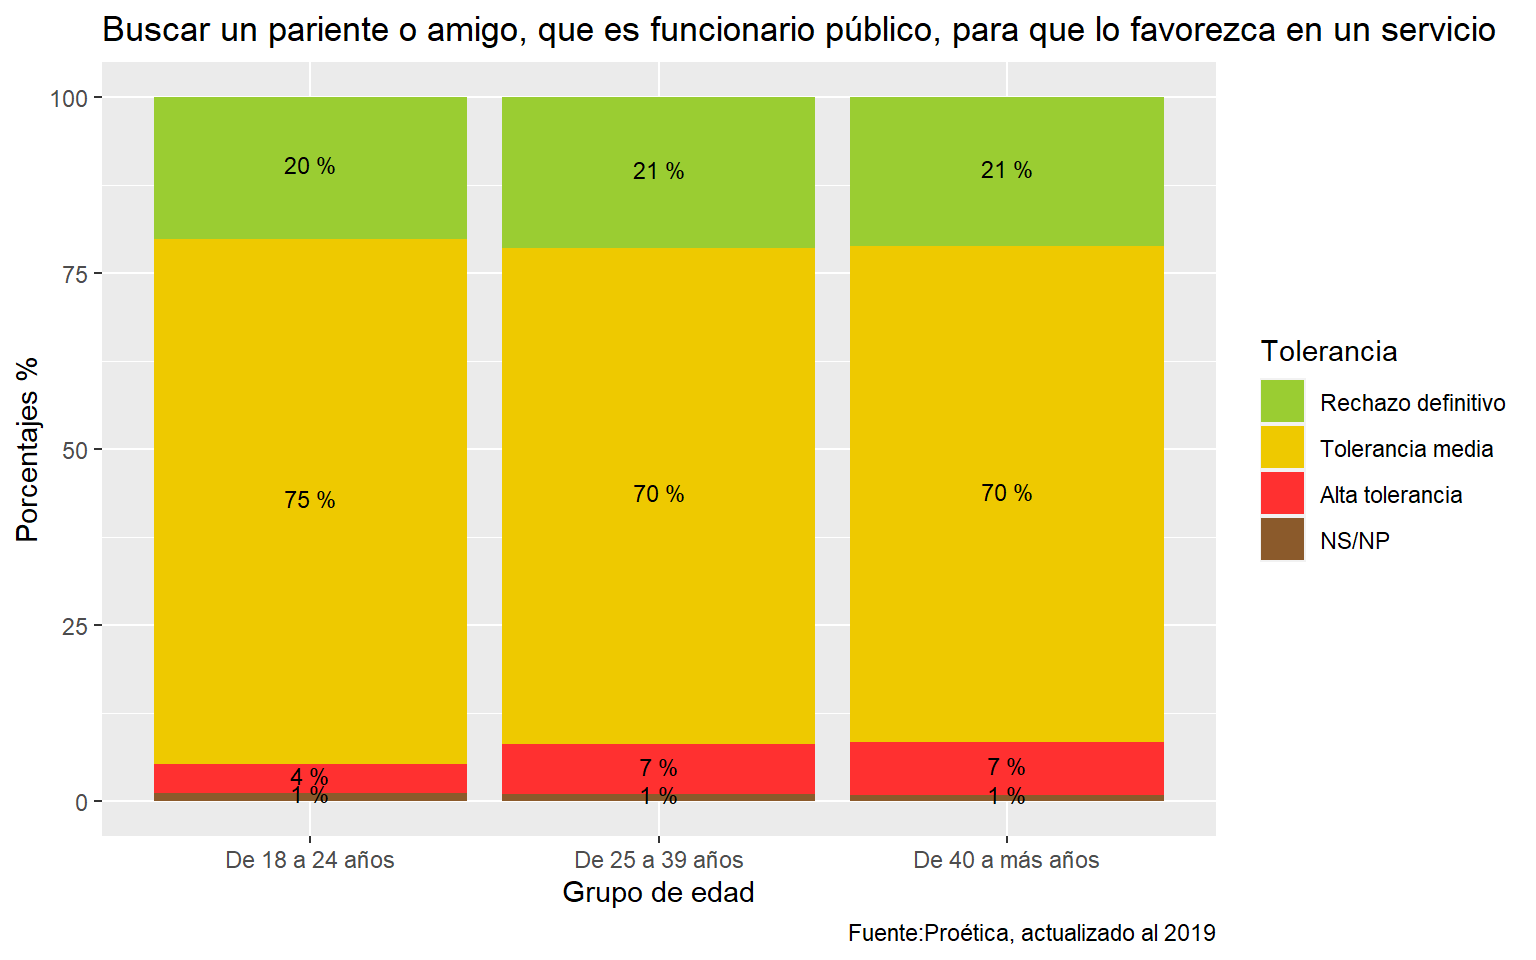 Buscar un pariente o amigo, que es funcionario público, para que lo favorezca en un servicio
Porcentajes %
100
75
50
25
0
20 %
21 %
21 %
75 %
70 %
70 %
4 %
7 %
7 %
1 %
1 %
1 %
De 18 a 24 años
De 25 a 39 años
De 40 a más años
Grupo de edad
Tolerancia
Rechazo definitivo
Tolerancia media
Alta tolerancia
NS/NP
Fuente:Proética, actualizado al 2019